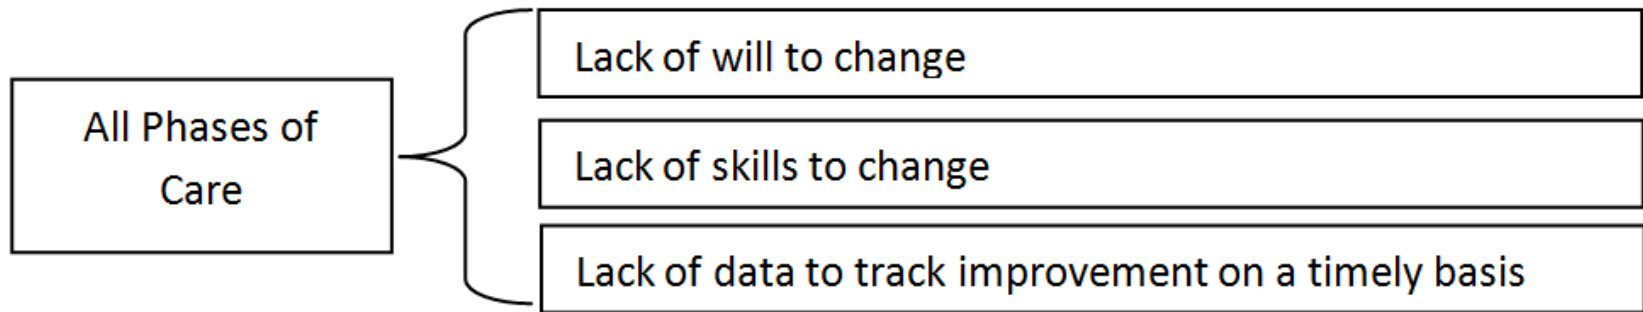 All Phases of
Care
Lack of will to change
Lack of skills to change
Lack of data to track improvement on a timely basis